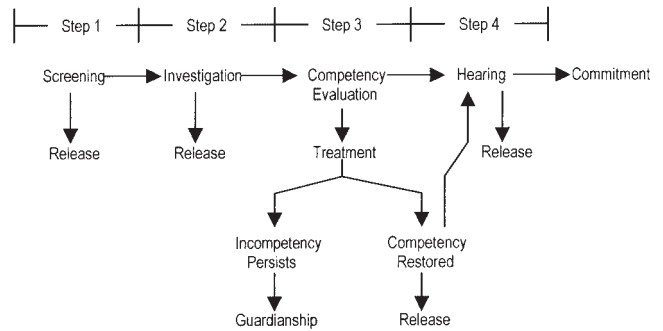 Step 1 Step 2 Step 3 Step 4
Screening Investigation Competency Hearing Commitment
Evaluation
Release Release Treatment Release
Incompetency Competency
Persists Restored
Guardianship Release